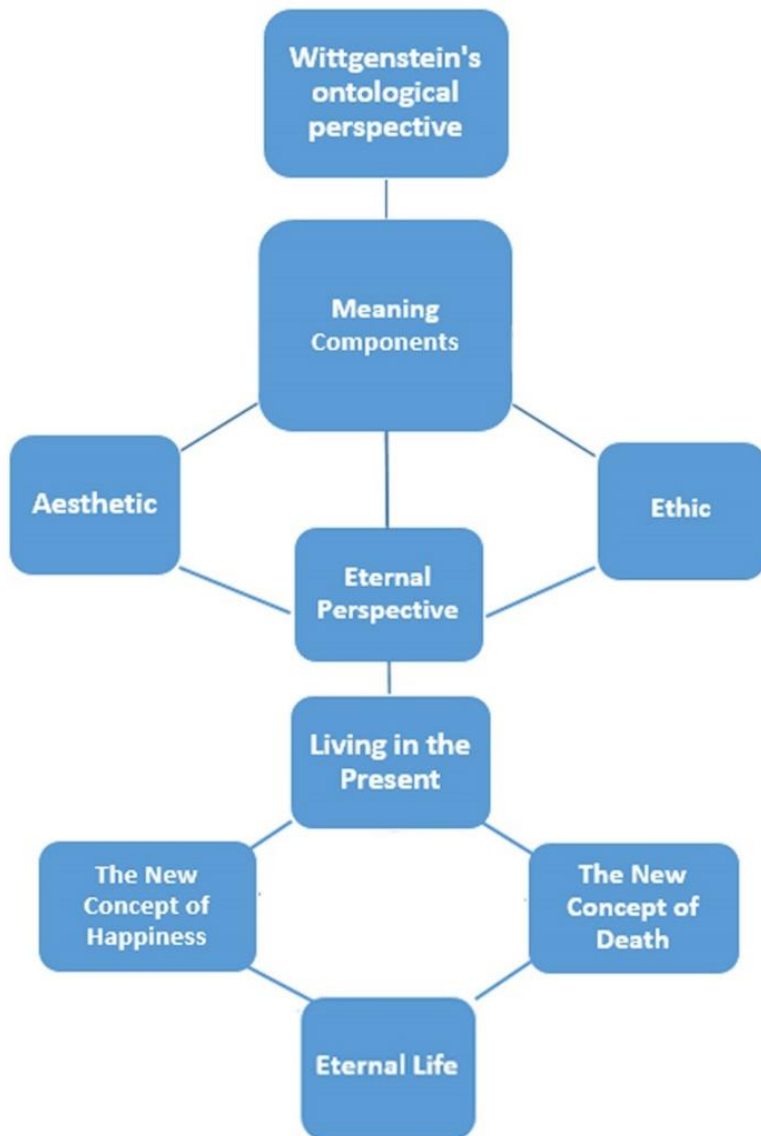 Wittgenstein's
ontological
perspective
Meaning
Components
Aesthetic
Ethic
Eternal
Perspective
Living in the
Present
The New
Concept of
Happiness
The New
Concept of
Death
Eternal Life